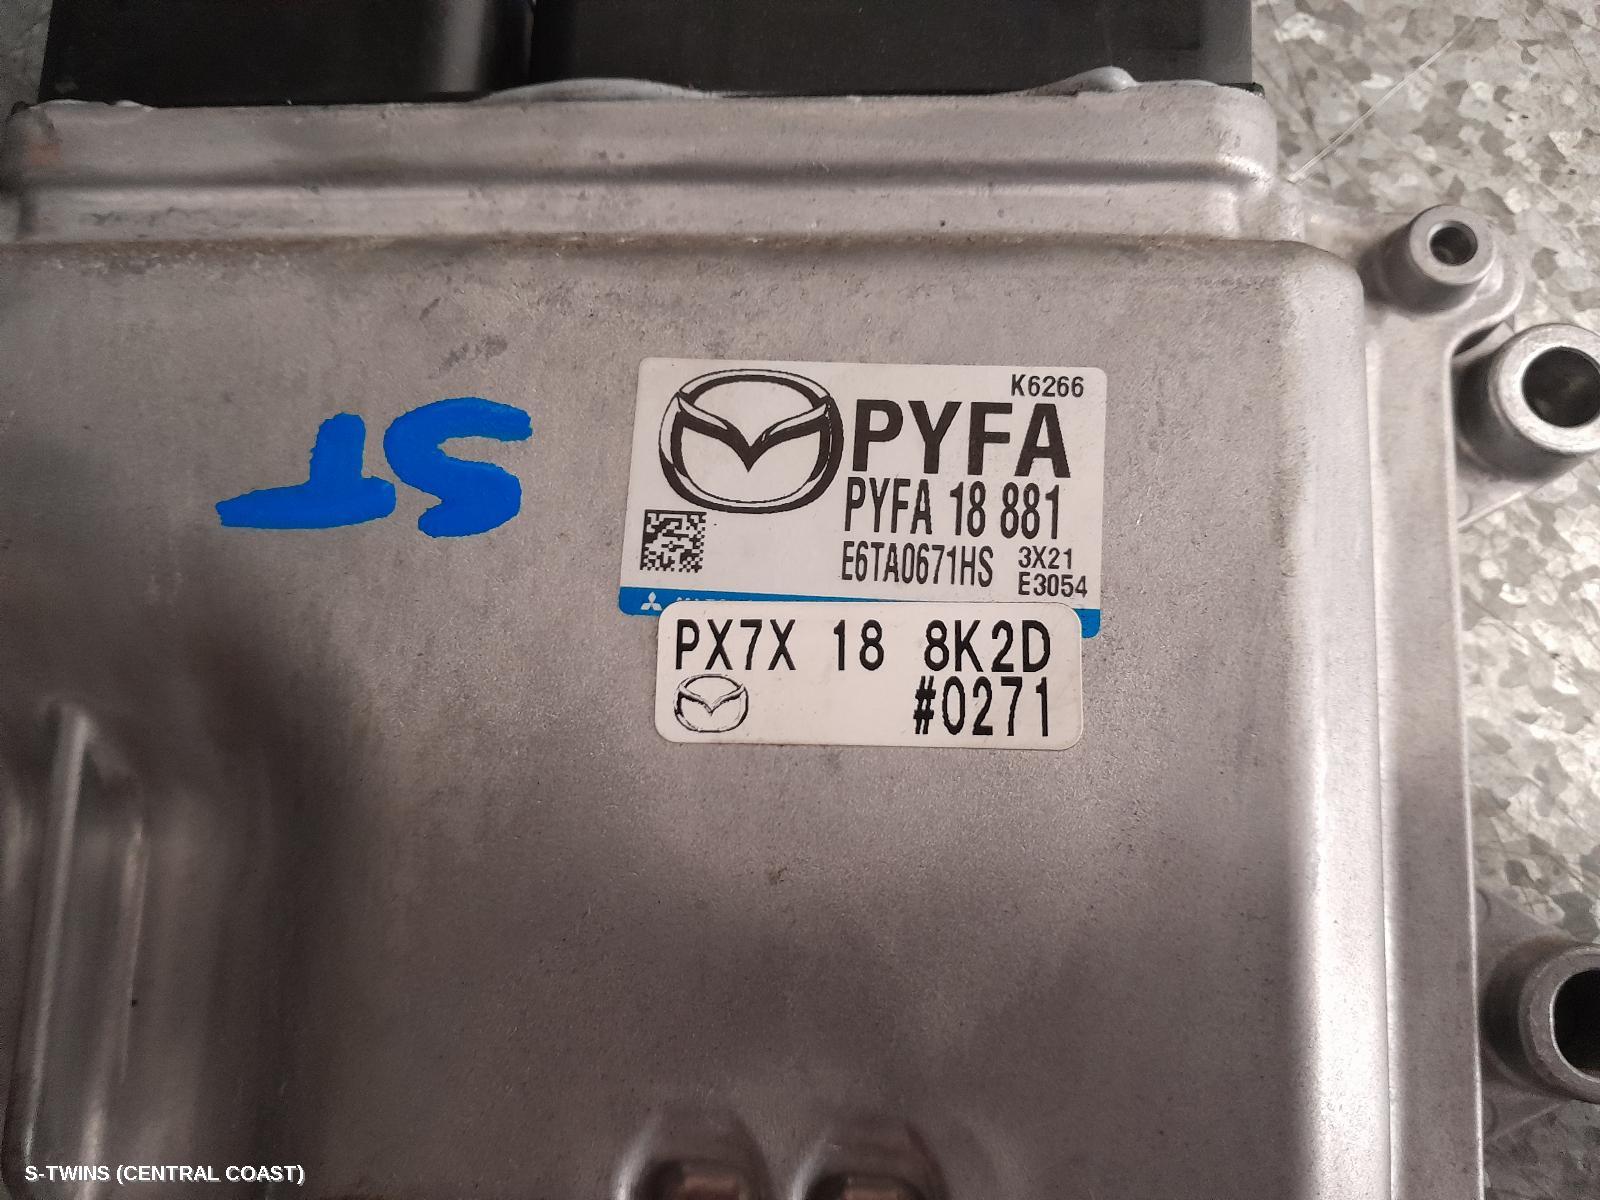 K6266
PYFA
PYFA 18 881
E6TA0671HS 3X21
E3054
PX7X 18 8K2D
#0271
ST
S-TWINS (CENTRAL COAST)